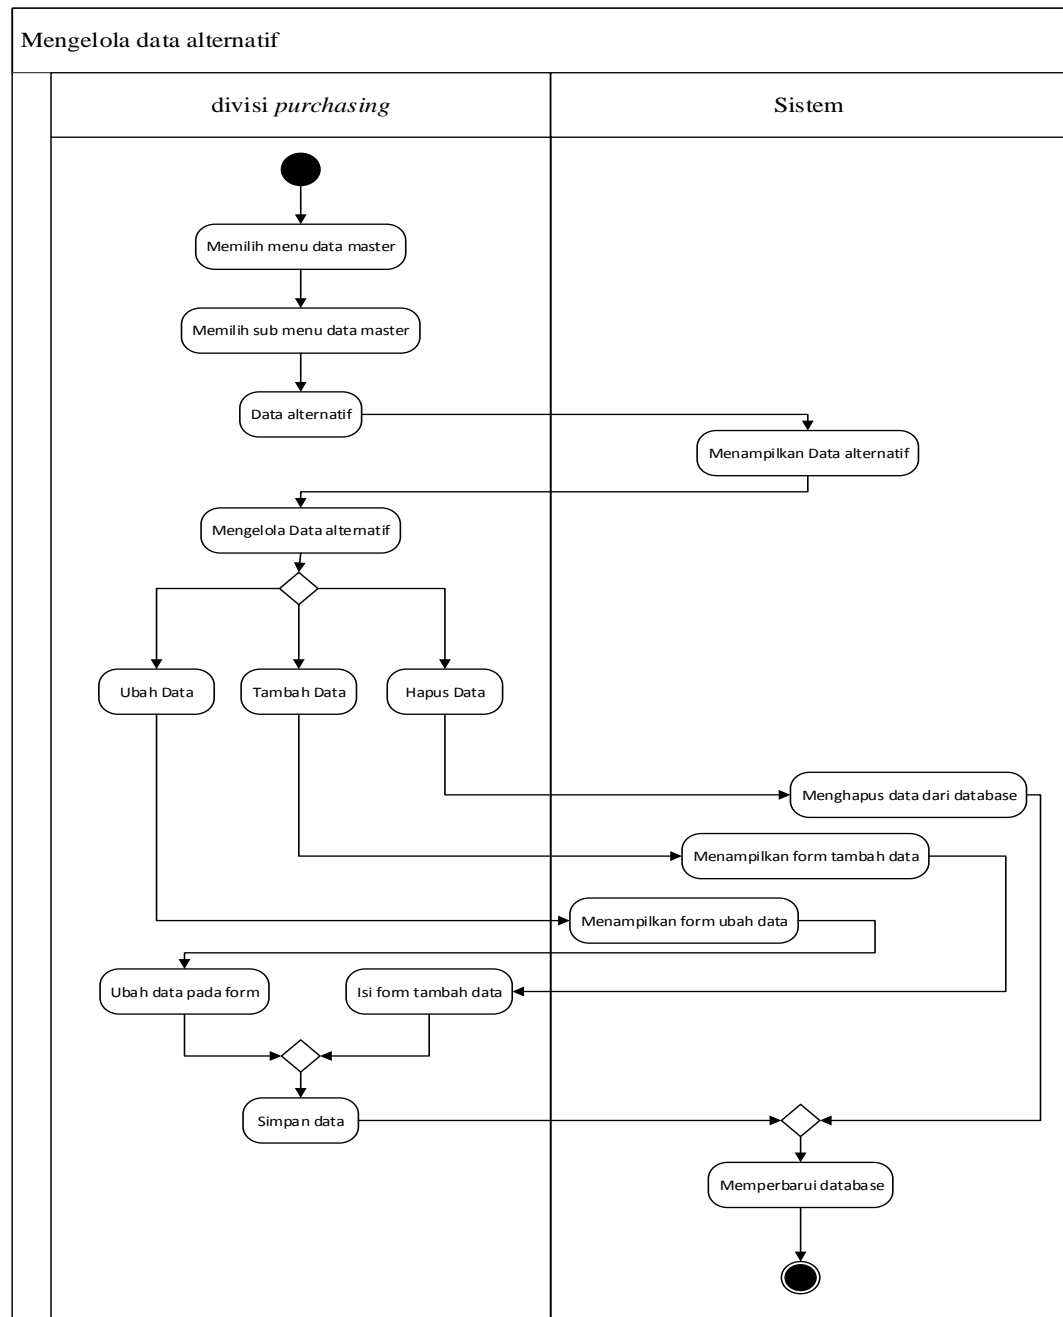 Mengelola data alternatif
divisi purchasing
Sistem
Memilih menu data master
Memilih sub menu data master
Data alternatif
Menampilkan Data alternatif
Mengelola Data alternatif
Ubah Data
Tambah Data
Hapus Data
Menghapus data dari database
Menampilkan form tambah data
Menampilkan form ubah data
Ubah data pada form
Isi form tambah data
Simpan data
Memperbarui database